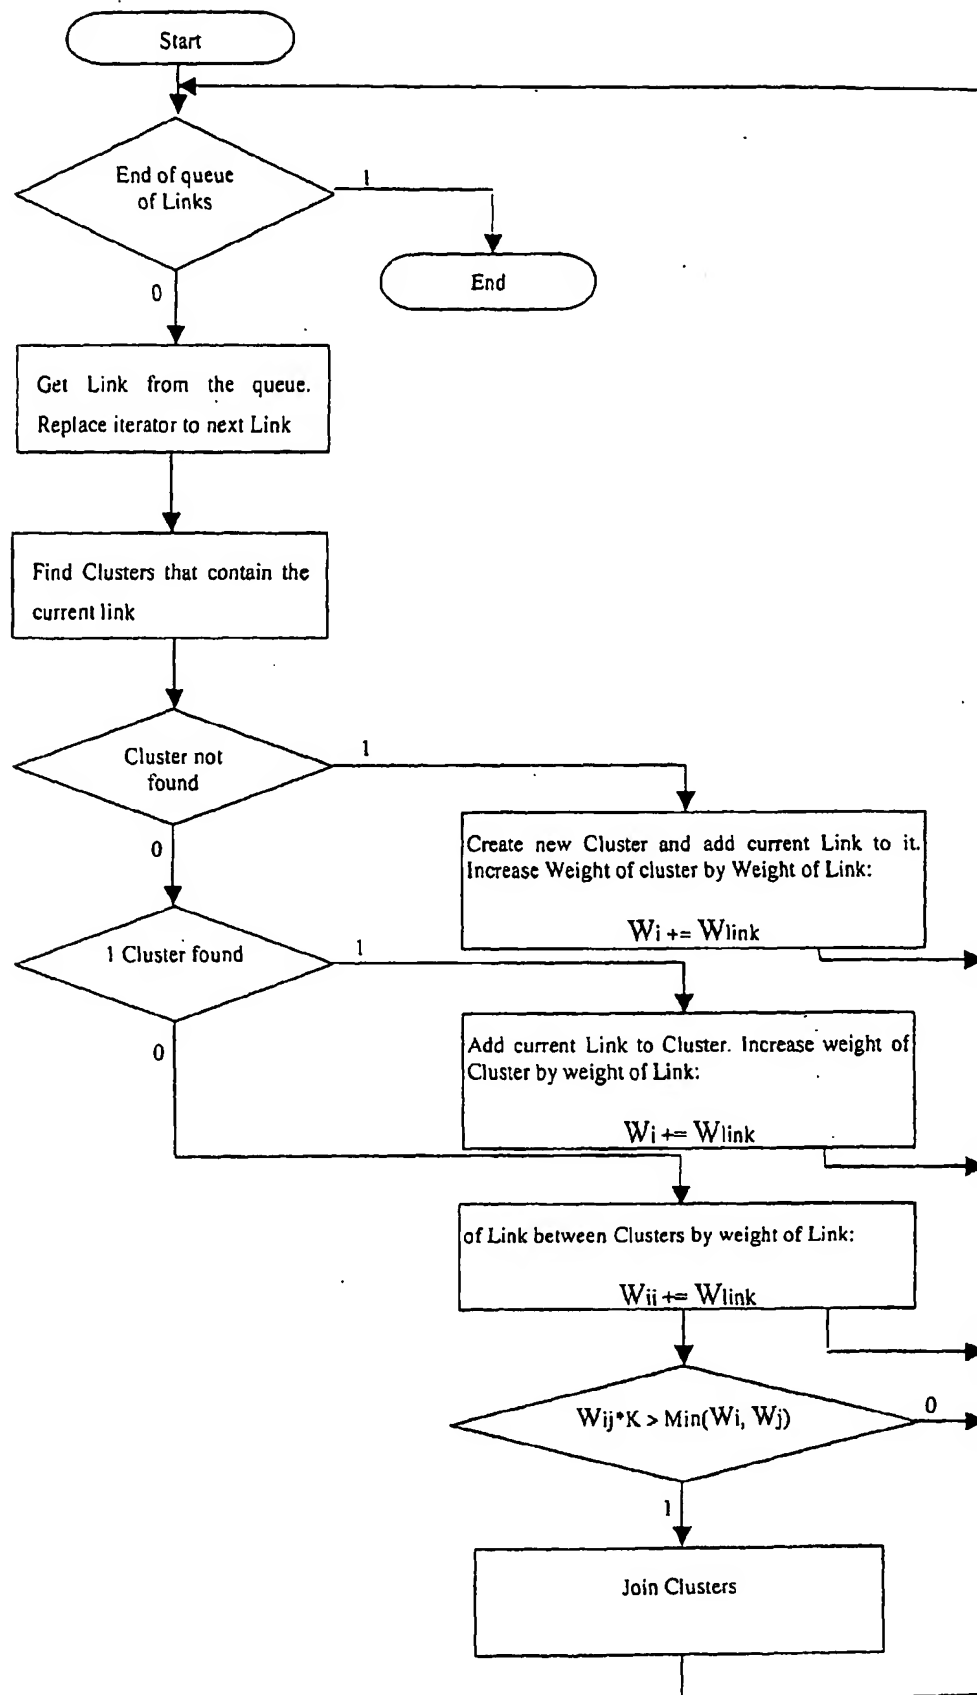 Start
End of queue
of Links
1
End
0
Get Link from the queue.
Replace iterator to next Link
Find Clusters that contain the
current link
Cluster not
found
1
0
Create new Cluster and add current Link to it.
Increase Weight of cluster by Weight of Link:
Wi += Wlink
1 Cluster found
1
0
Add current Link to Cluster. Increase weight of
Cluster by weight of Link:
Wi += Wlink
of Link between Clusters by weight of Link:
Wii += Wlink
Wij*K > Min(Wi, Wj)
0
1
Join Clusters